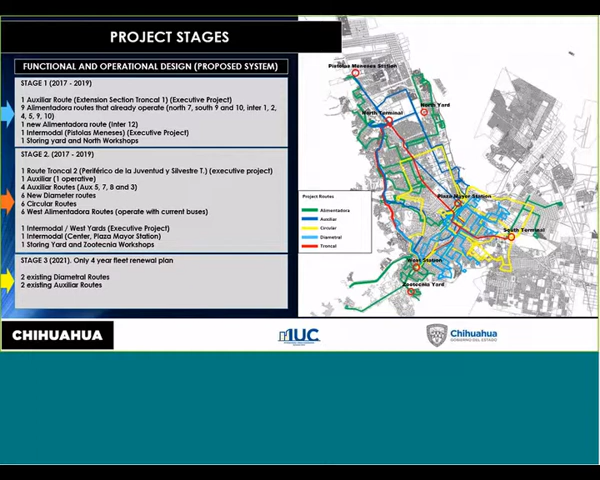 PROJECT STAGES
FUNCTIONAL AND OPERATIONAL DESIGN (PROPOSED SYSTEM)
STAGE 1 (2017 - 2019)
1 Auxiliar Route (Extension Section Troncal 1) (Executive Project)
9 Alimentadora routes that already operate (north 7, south 9 and 10, inter 1, 2,
4, 5, 9, 10)
1 new Alimentadora route (Inter 12)
1 Intermodal (Pistolas Meneses) (Executive Project)
1 Storing yard and North Workshops
STAGE 2. (2017 - 2019)
1 Route Troncal 2 (Periférico de la Juventud y Silvestre T.) (executive project)
1 Auxiliar (1 operative)
4 Auxiliar Routes (Aux 5, 7, 8 and 3)
6 New Diameter routes
6 Circular Routes
6 West Alimentadora Routes (operate with current buses)
1 Intermodal / West Yards (Executive Project)
1 Intermodal (Center, Plaza Mayor Station)
1 Storing Yard and Zootecnia Workshops
STAGE 3 (2021). Only 4 year fleet renewal plan
2 existing Diametral Routes
2 existing Auxiliar Routes
Pistolas Meneses Station
North Yard
North Terminal
Plaza Mayor Station
South Terminal
West Station
Zootecnia Yard
Project Routes
Alimentadora
Auxiliar
Circular
Diametral
Troncal
CHIHUAHUA
IUC
Chihuahua
GOBIERNO DEL ESTADO